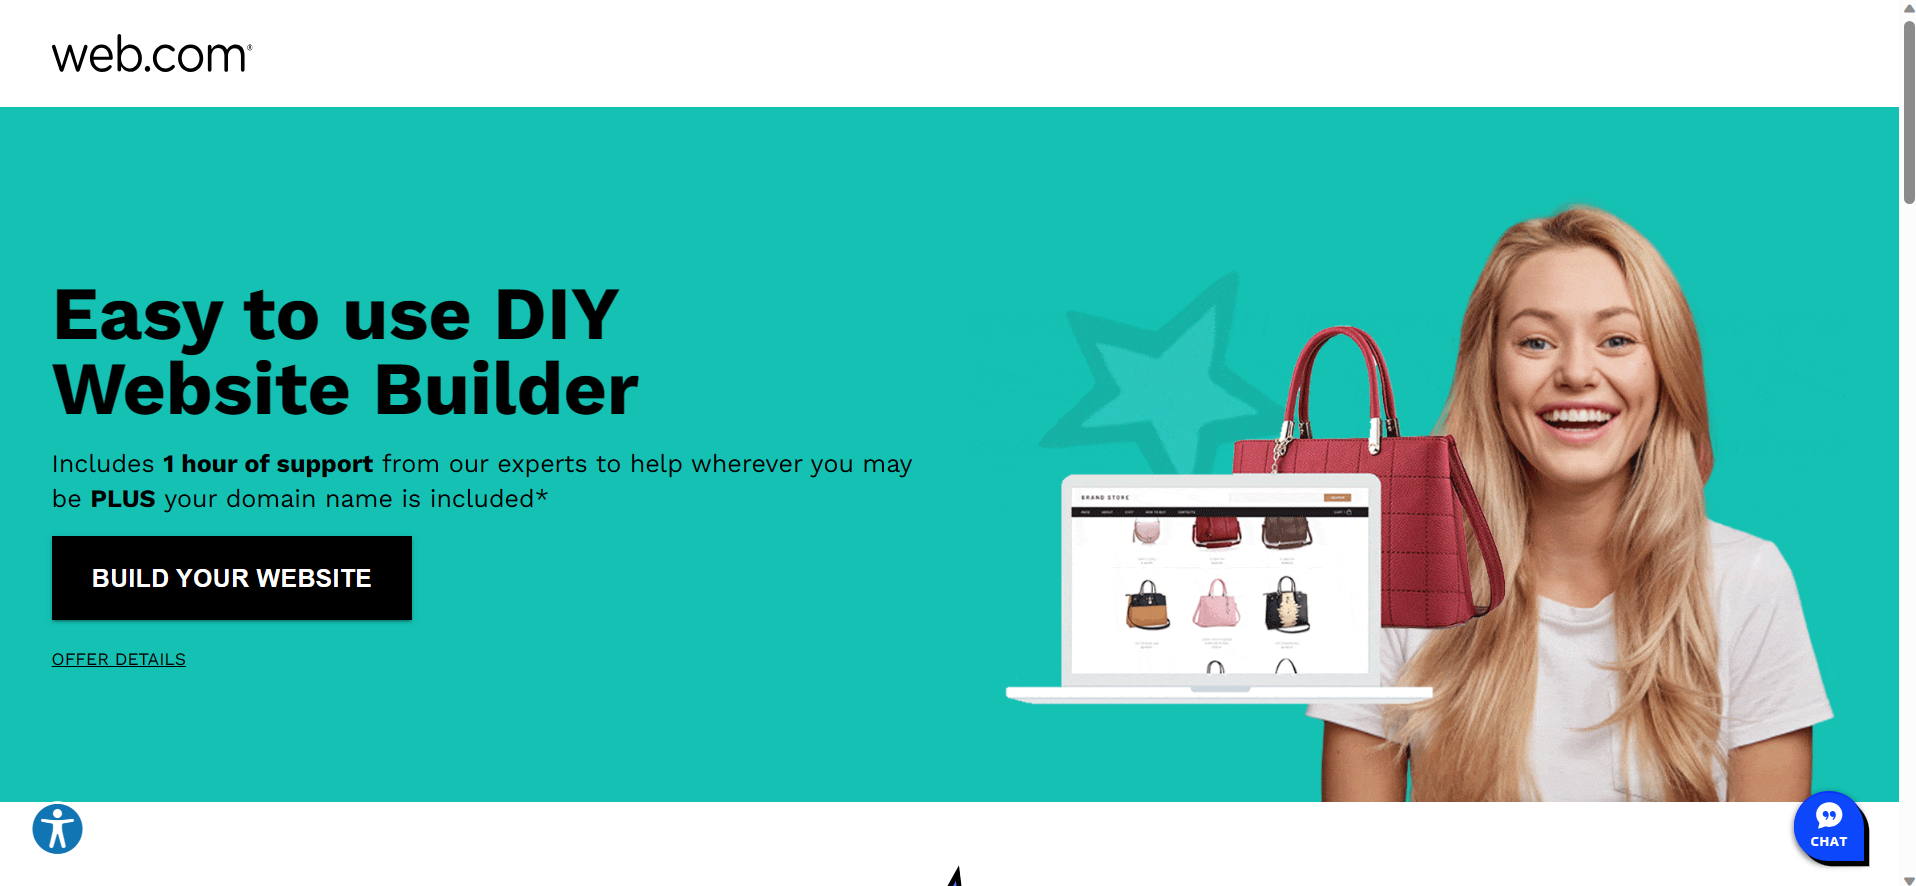 web.com®
Easy to use DIY
Website Builder
Includes 1 hour of support from our experts to help wherever you may
be PLUS your domain name is included*
BUILD YOUR WEBSITE
OFFER DETAILS
BRAND STORE
CHAT